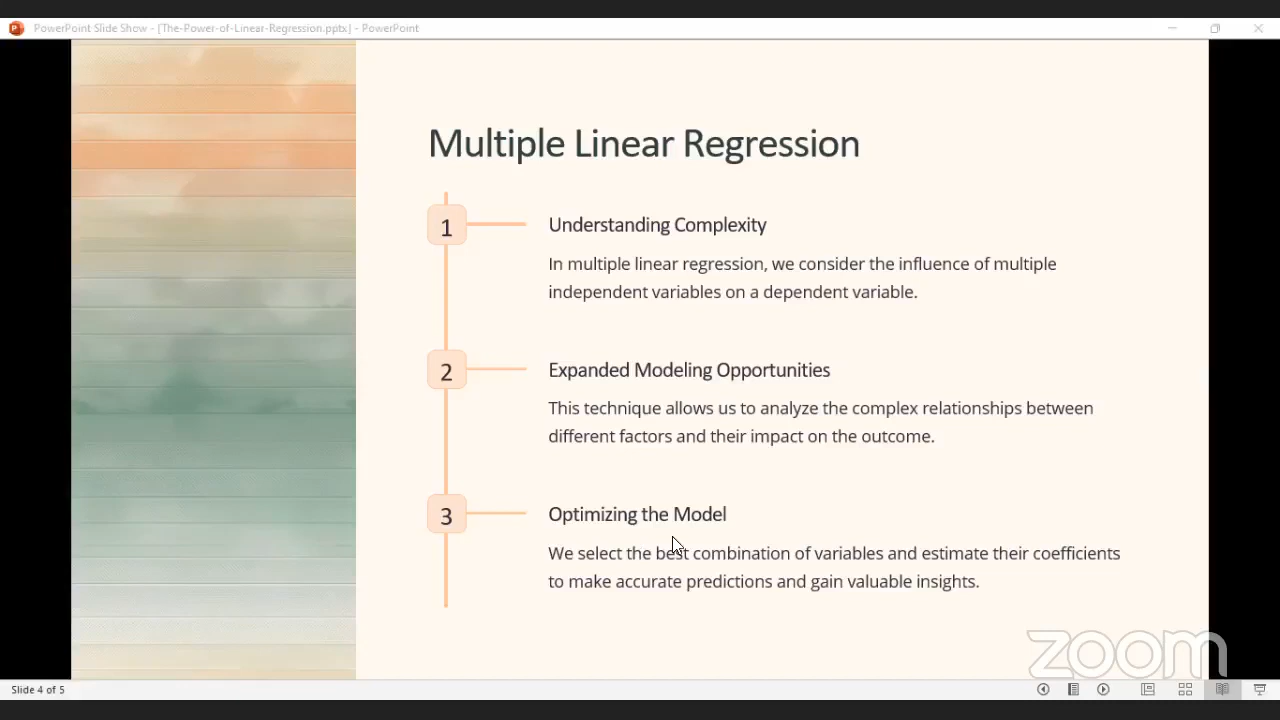 PowerPoint Slide Show - [The-Power-of-Linear-Regression.pptx] - PowerPoint
Multiple Linear Regression
1
Understanding Complexity
In multiple linear regression, we consider the influence of multiple
independent variables on a dependent variable.
2
Expanded Modeling Opportunities
This technique allows us to analyze the complex relationships between
different factors and their impact on the outcome.
3
Optimizing the Model
We select the best combination of variables and estimate their coefficients
to make accurate predictions and gain valuable insights.
zoom
Slide 4 of 5